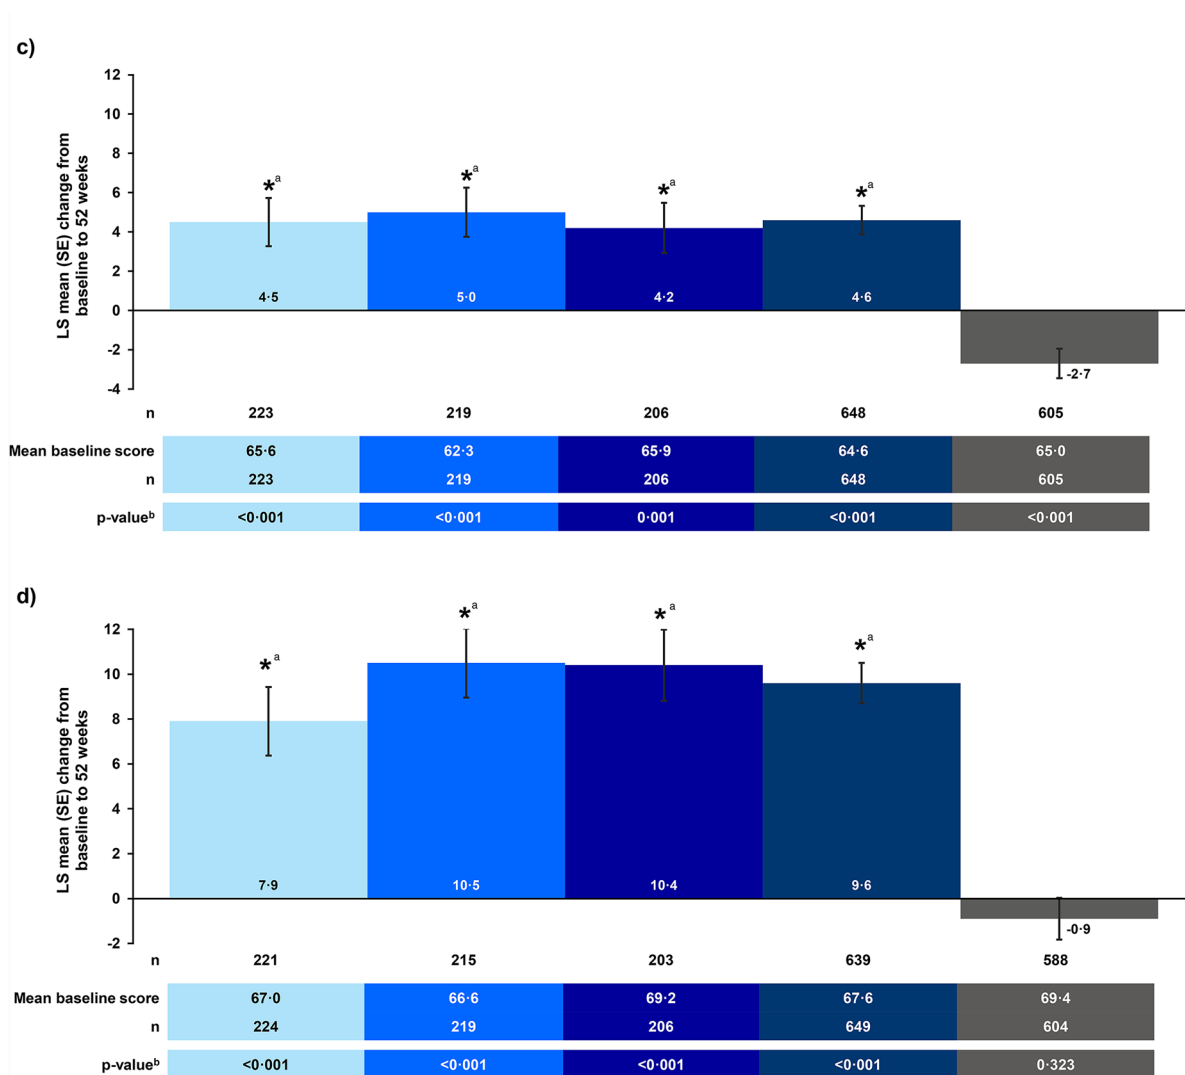 c)
LS mean (SE) change from
baseline to 52 weeks
12
10
8
6
4
2
0
-2
-4
*a *a *a *a
4·5 5·0 4·2 4·6 -2·7
n 223 219 206 648 605
Mean baseline score 65·6 62·3 65·9 64·6 65·0
n 223 219 206 648 605
p-valueb <0·001 <0·001 0·001 <0·001 <0·001
d)
LS mean (SE) change from
baseline to 52 weeks
12
10
8
6
4
2
0
-2
*a *a *a *a
7·9 10·5 10·4 9·6 -0·9
n 221 215 203 639 588
Mean baseline score 67·0 66·6 69·2 67·6 69·4
n 224 219 206 649 604
p-valueb <0·001 <0·001 <0·001 <0·001 0·323